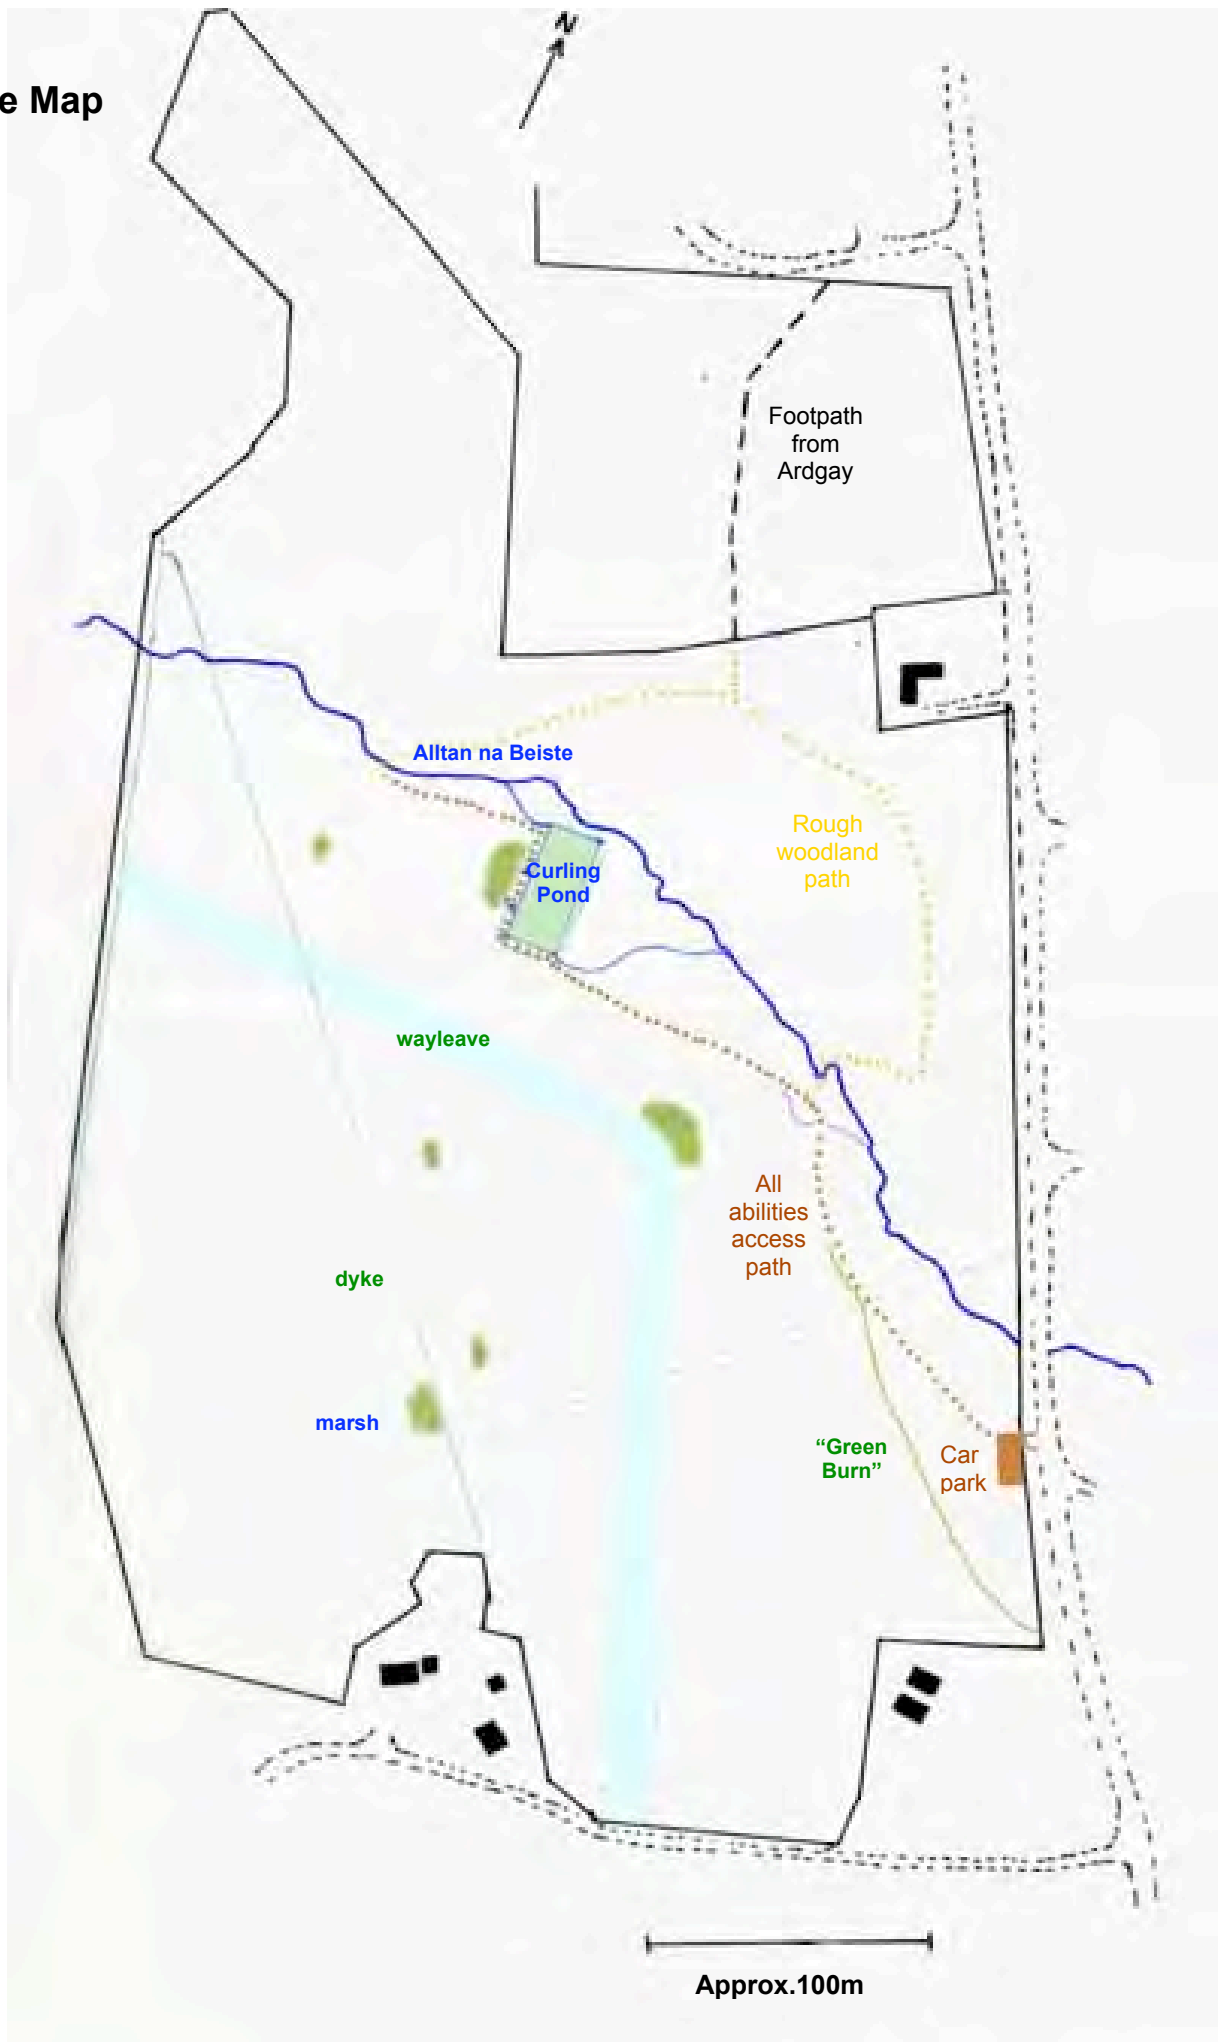 N
e Map
Footpath
from
Ardgay
Alltan na Beiste
Rough
woodland
path
Curling
Pond
wayleave
All
abilities
access
path
dyke
marsh
“Green
Burn”
Car
park
Approx.100m